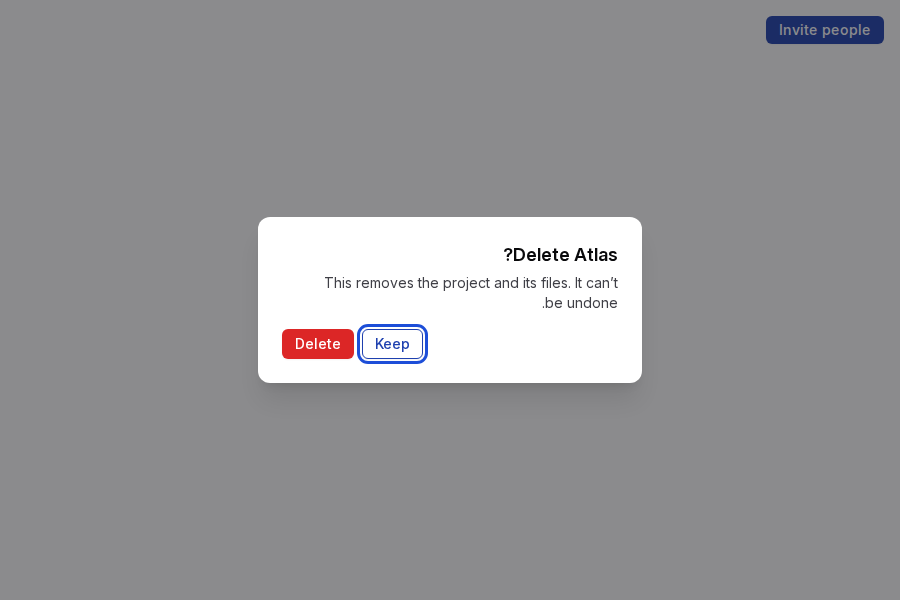 Invite people
?Delete Atlas
This removes the project and its files. It can’t
.be undone
Delete
Keep